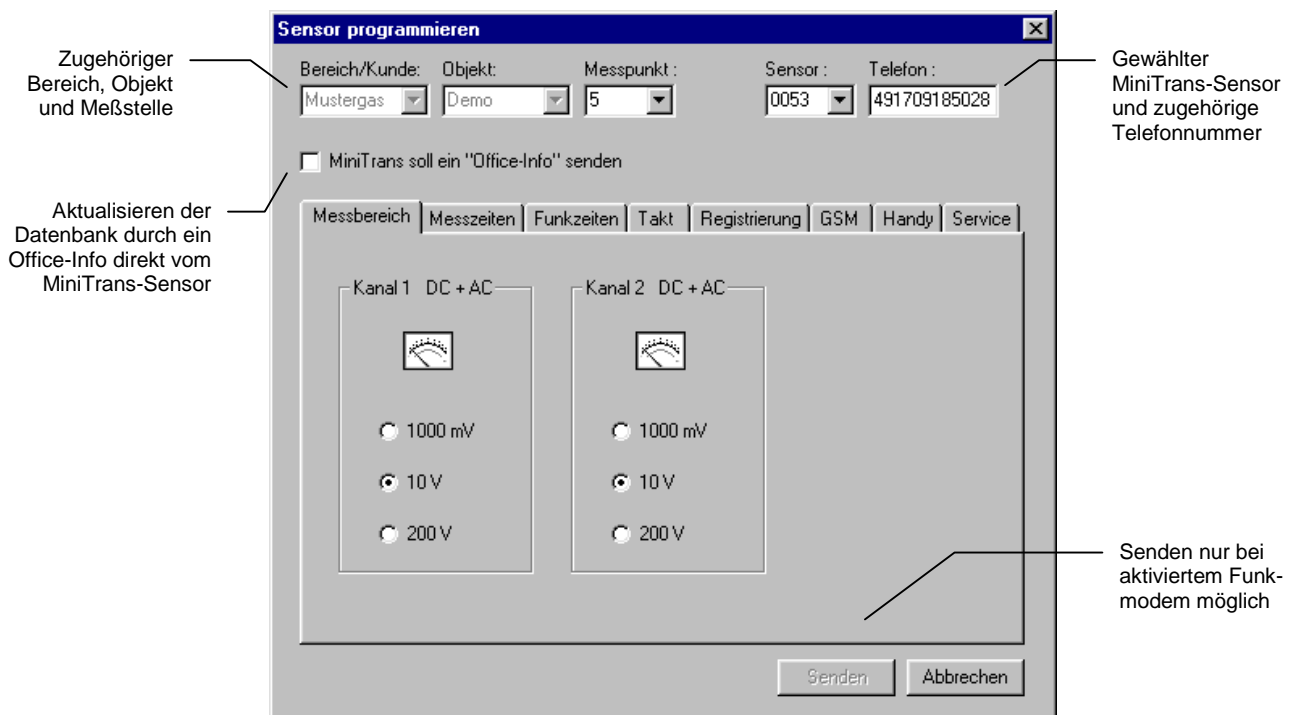 Sensor programmieren
Zugehöriger
Bereich, Objekt
und Meßstelle
Bereich/Kunde: Objekt: Messpunkt : Sensor : Telefon :
Mustergas Demo 5 0053 491709185028
Gewählter
MiniTrans-Sensor
und zugehörige
Telefonnummer
MiniTrans soll ein "Office-Info" senden
Aktualisieren der
Datenbank durch ein
Office-Info direkt vom
MiniTrans-Sensor
Messbereich Messzeiten Funkzeiten Takt Registrierung GSM Handy Service
Kanal 1 DC + AC Kanal 2 DC + AC
1000 mV 1000 mV
10 V 10 V
200 V 200 V
Senden nur bei
aktiviertem Funk-
modem möglich
Senden Abbrechen